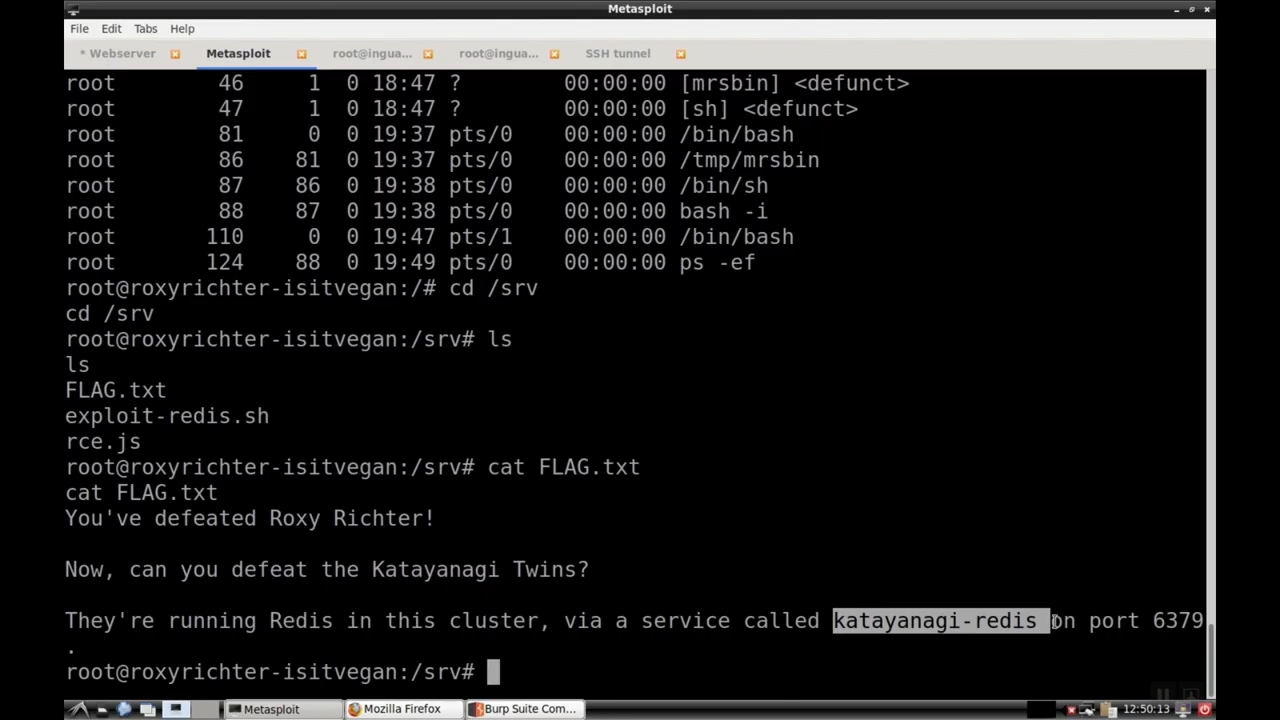 Metasploit
File Edit Tabs Help
* Webserver Metasploit root@ingua... root@ingua... SSH tunnel
root 46 1 0 18:47 ? 00:00:00 [mrsbin] <defunct>
root 47 1 0 18:47 ? 00:00:00 [sh] <defunct>
root 81 0 0 19:37 pts/0 00:00:00 /bin/bash
root 86 81 0 19:37 pts/0 00:00:00 /tmp/mrsbin
root 87 86 0 19:38 pts/0 00:00:00 /bin/sh
root 88 87 0 19:38 pts/0 00:00:00 bash -i
root 110 0 0 19:47 pts/1 00:00:00 /bin/bash
root 124 88 0 19:49 pts/0 00:00:00 ps -ef
root@roxyrichter-isitvegan:/# cd /srv
cd /srv
root@roxyrichter-isitvegan:/srv# ls
ls
FLAG.txt
exploit-redis.sh
rce.js
root@roxyrichter-isitvegan:/srv# cat FLAG.txt
cat FLAG.txt
You've defeated Roxy Richter!
Now, can you defeat the Katayanagi Twins?
They're running Redis in this cluster, via a service called katayanagi-redis on port 6379
.
root@roxyrichter-isitvegan:/srv#
Metasploit Mozilla Firefox Burp Suite Com... 12:50:13